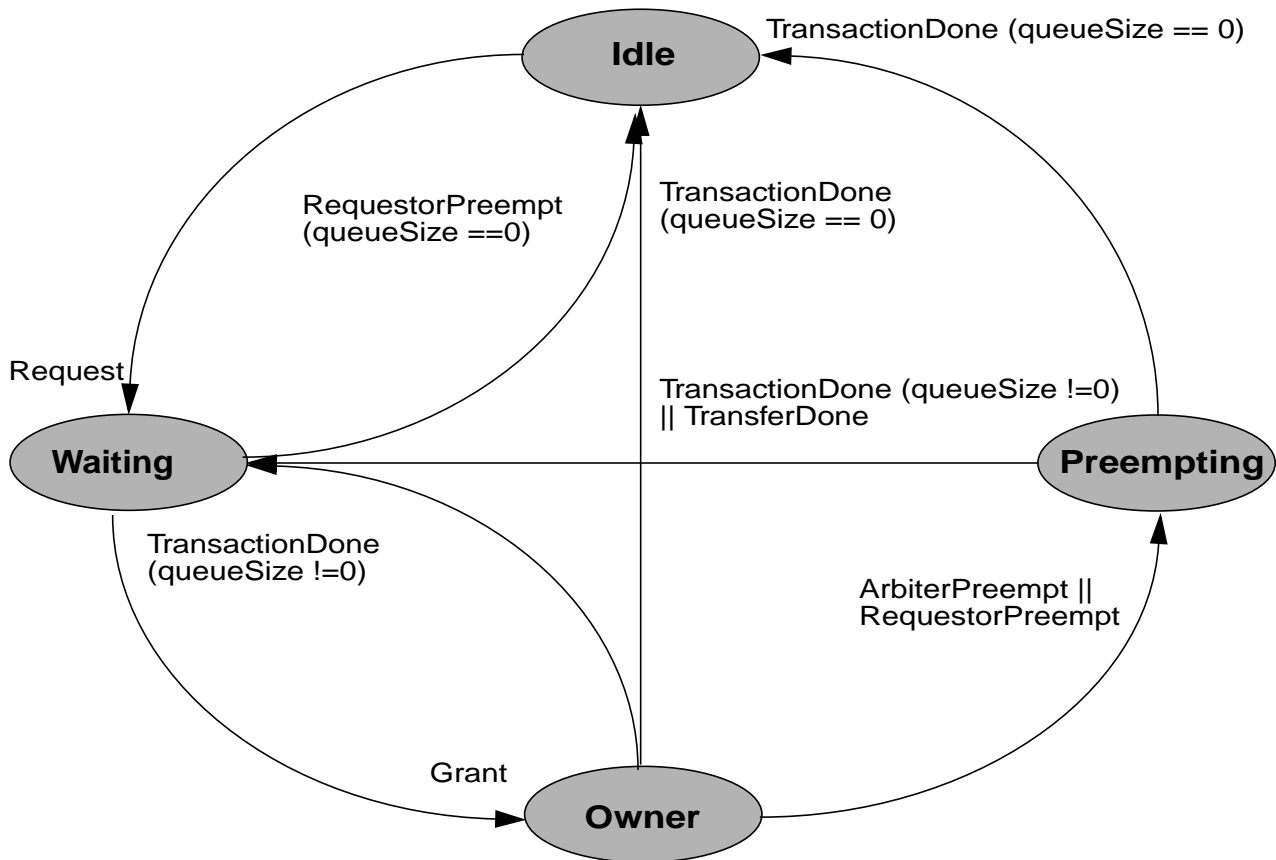 TransactionDone (queueSize == 0)
Idle
RequestorPreempt
(queueSize ==0)
TransactionDone
(queueSize == 0)
Request
TransactionDone (queueSize !=0)
|| TransferDone
Waiting
Preempting
TransactionDone
(queueSize !=0)
ArbiterPreempt ||
RequestorPreempt
Grant
Owner